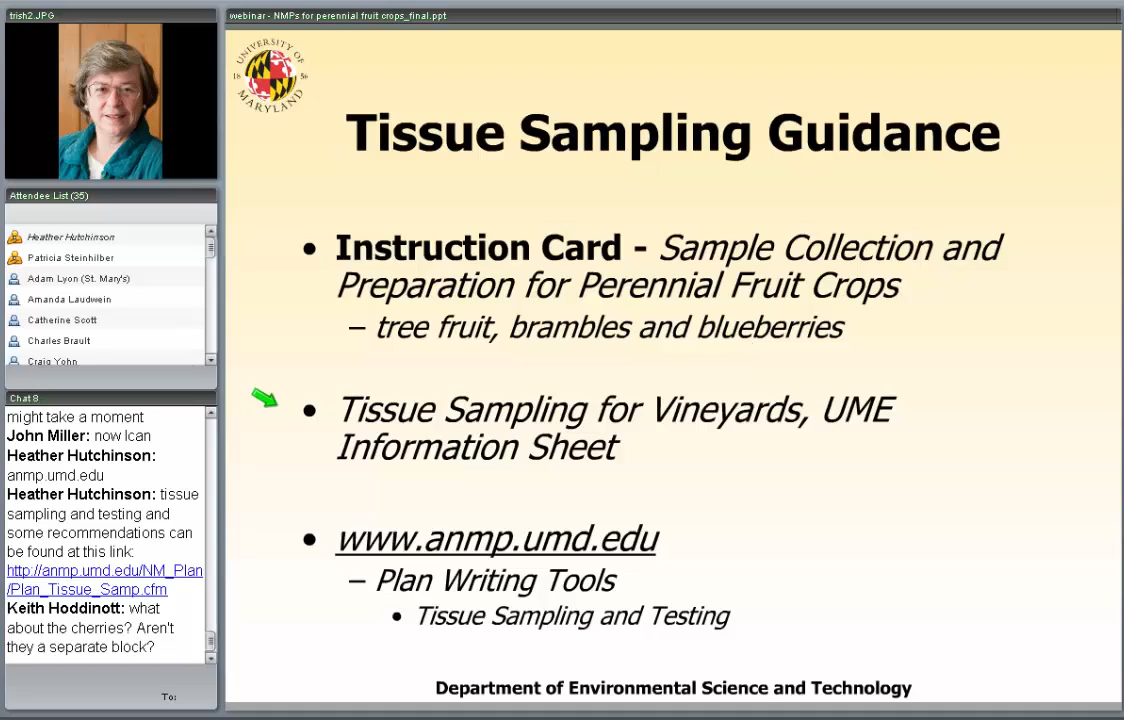 trish2.JPG
webinar - NMPs for perennial fruit crops_final.ppt
Attendee List (35)
Heather Hutchinson
Patricia Steinhilber
Adam Lyon (St. Mary's)
Amanda Laudwein
Catherine Scott
Charles Brault
Craig Yohn
Chat 8
might take a moment
John Miller: now Ican
Heather Hutchinson:
anmp.umd.edu
Heather Hutchinson: tissue
sampling and testing and
some recommendations can
be found at this link:
http://anmp.umd.edu/NM_Plan
/Plan_Tissue_Samp.cfm
Keith Hoddinott: what
about the cherries? Aren't
they a separate block?
To:
UNIVERSITY OF
18 56
MARYLAND
Tissue Sampling Guidance
• Instruction Card - Sample Collection and
Preparation for Perennial Fruit Crops
– tree fruit, brambles and blueberries
• Tissue Sampling for Vineyards, UME
Information Sheet
• www.anmp.umd.edu
– Plan Writing Tools
• Tissue Sampling and Testing
Department of Environmental Science and Technology